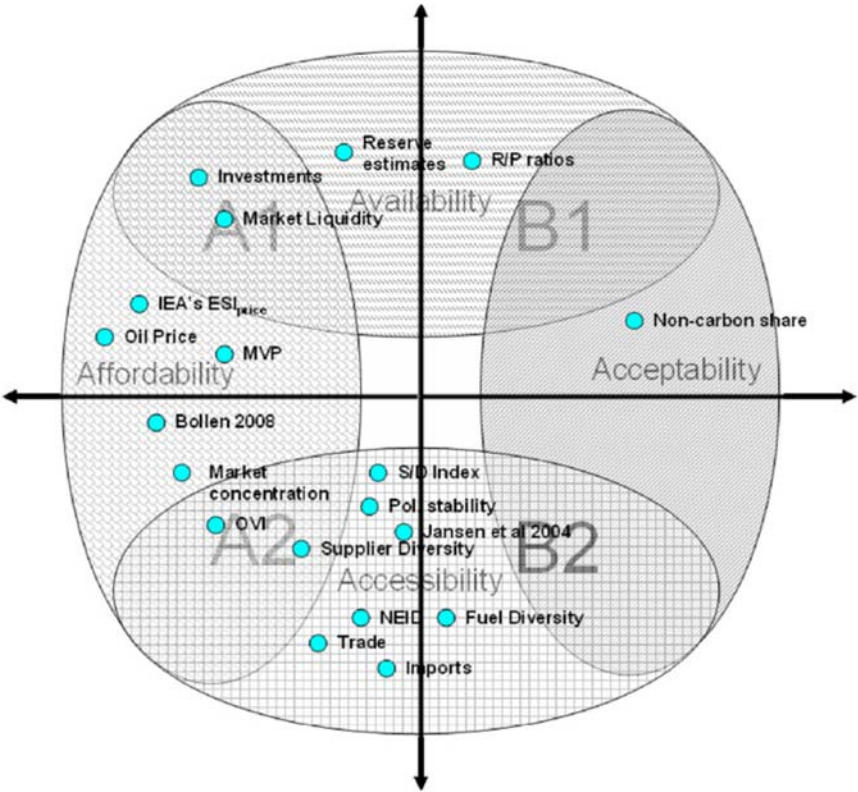 Reserve
estimates
R/P ratios
Investments
Availability
Market Liquidity
A1
B1
IEA's ESIprice
Non-carbon share
Oil Price
MVP
Affordability
Acceptability
Bollen 2008
Market
concentration
S/D Index
Pol. stability
OVI
A2
Jansen et al 2004
B2
Supplier Diversity
Accessibility
NEID
Fuel Diversity
Trade
Imports